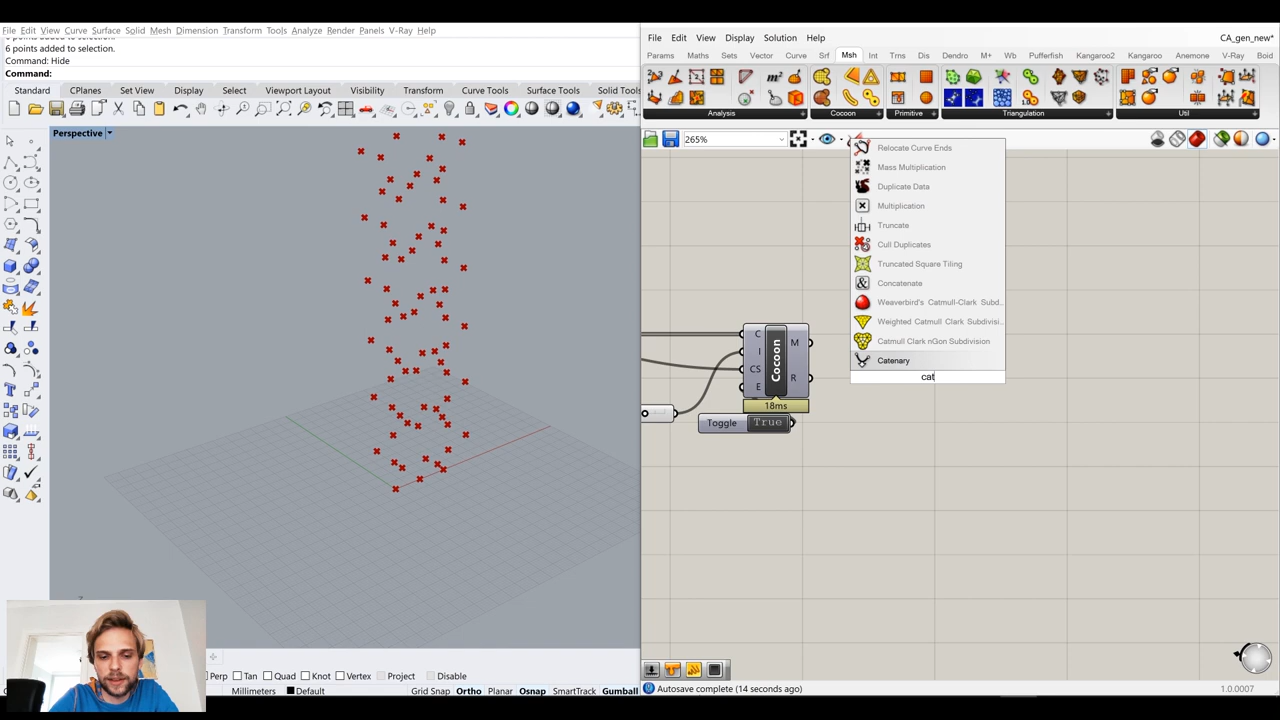 File Edit View Curve Surface Solid Mesh Dimension Transform Tools Analyze Render Panels V-Ray Help
6 points added to selection.
Command: Hide
Command:
Standard CPlanes Set View Display Select Viewport Layout Visibility Transform Curve Tools Surface Tools Solid Tools
Perspective
Perp Tan Quad Knot Vertex Project Disable
Millimeters Default Grid Snap Ortho Planar Osnap SmartTrack Gumball
File Edit View Display Solution Help CA_gen_new*
Params Maths Sets Vector Curve Srf Msh Int Trns Dis Dendro M+ Wb Pufferfish Kangaroo2 Kangaroo Anemone V-Ray Boid
Analysis Cocoon Primitive Triangulation Util
265%
Relocate Curve Ends
Mass Multiplication
Duplicate Data
Multiplication
Truncate
Cull Duplicates
Truncated Square Tiling
Concatenate
Weaverbird's Catmull-Clark Subd...
Weighted Catmull Clark Subdivisi...
Catmull Clark nGon Subdivision
Catenary
cat
C
I
CS
E
Cocoon
M
R
18ms
Toggle True
Autosave complete (14 seconds ago) 1.0.0007